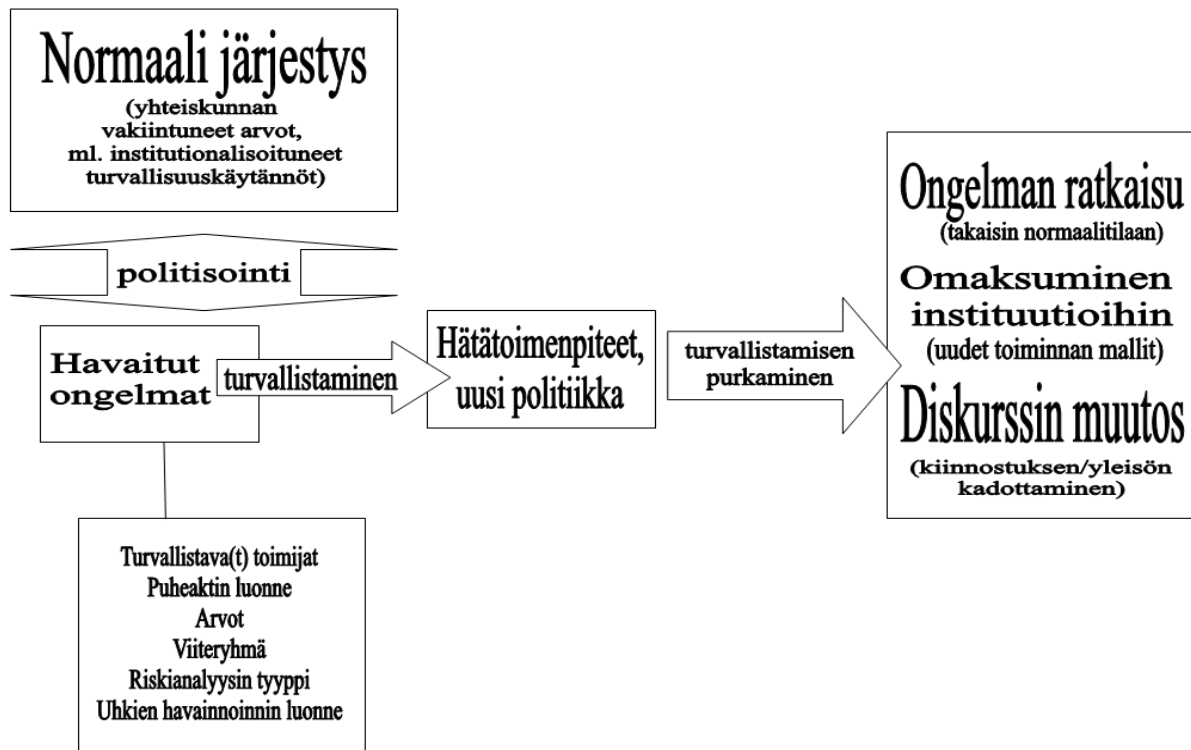 Normaali järjestys
(yhteiskunnan
vakiintuneet arvot,
ml. institutionalisoituneet
turvallisuuskäytännöt)
politisointi
Havaitut
ongelmat
turvallistaminen
Hätätoimenpiteet,
uusi politiikka
turvallistamisen
purkaminen
Ongelman ratkaisu
(takaisin normaalitilaan)
Omaksuminen
instituutioihin
(uudet toiminnan mallit)
Diskurssin muutos
(kiinnostuksen/yleisön
kadottaminen)
Turvallistava(t) toimijat
Puheaktin luonne
Arvot
Viiteryhmä
Riskianalyysin tyyppi
Uhkien havainnoinnin luonne